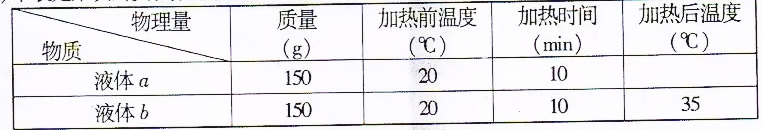 物理量 质量 加热前温度 加热时间 加热后温度
物质 (g) (℃) (min) (℃)
液体a 150 20 10
液体b 150 20 10 35